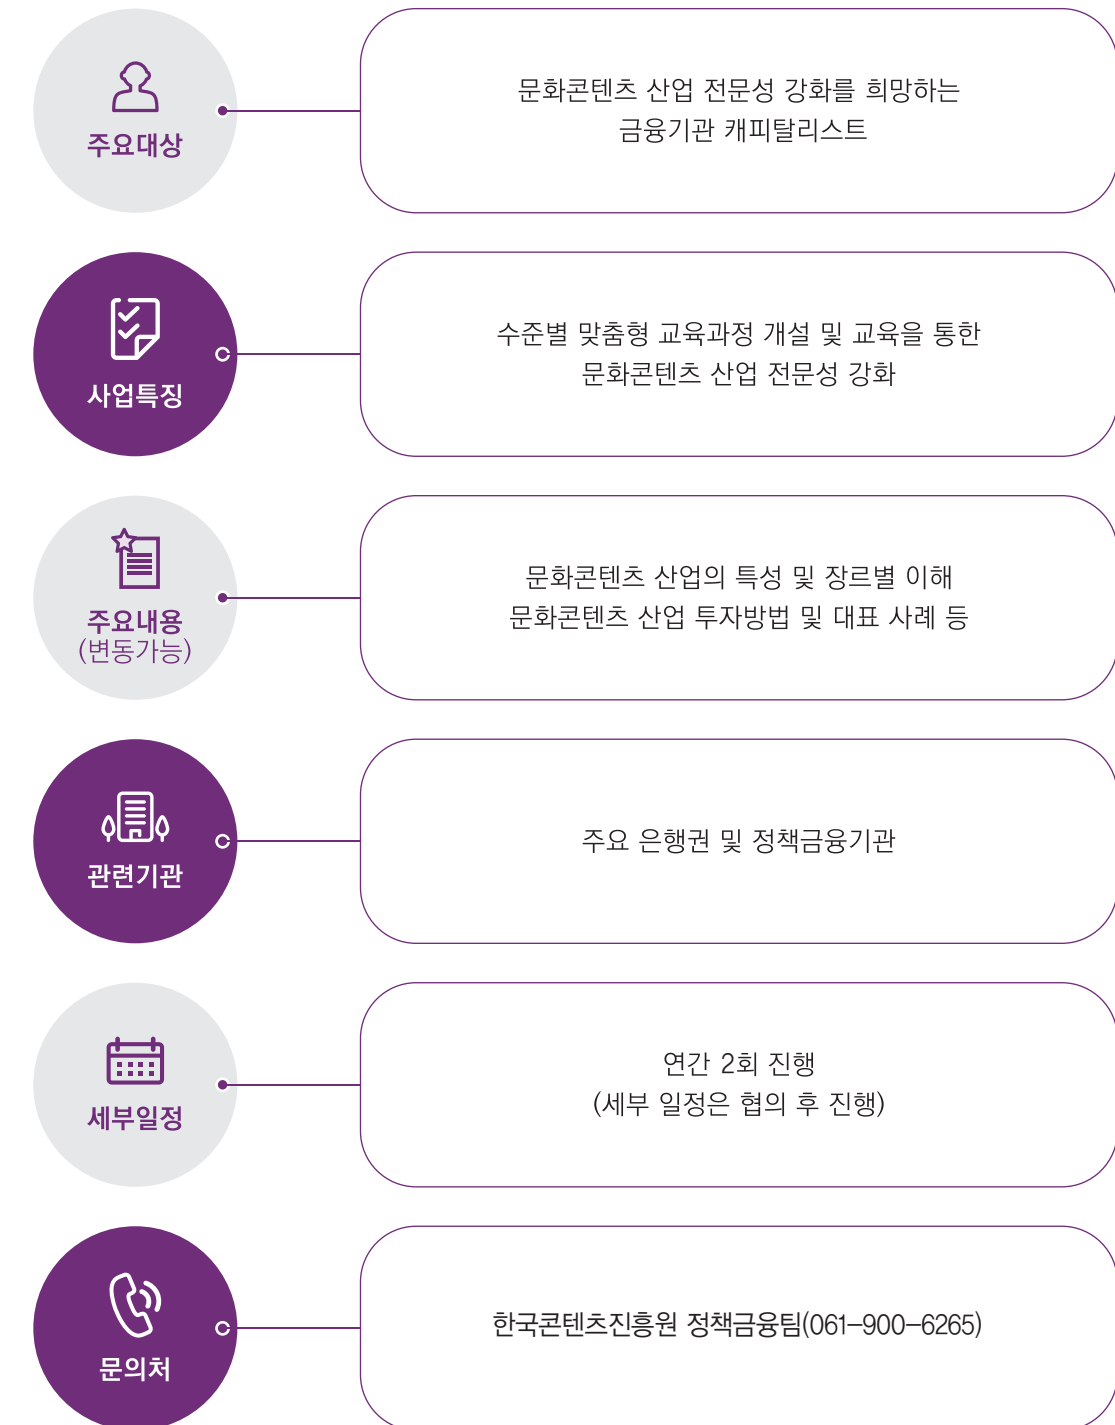 주요대상
문화콘텐츠 산업 전문성 강화를 희망하는
금융기관 캐피탈리스트
사업특징
수준별 맞춤형 교육과정 개설 및 교육을 통한
문화콘텐츠 산업 전문성 강화
주요내용
(변동가능)
문화콘텐츠 산업의 특성 및 장르별 이해
문화콘텐츠 산업 투자방법 및 대표 사례 등
관련기관
주요 은행권 및 정책금융기관
세부일정
연간 2회 진행
(세부 일정은 협의 후 진행)
문의처
한국콘텐츠진흥원 정책금융팀(061-900-6265)